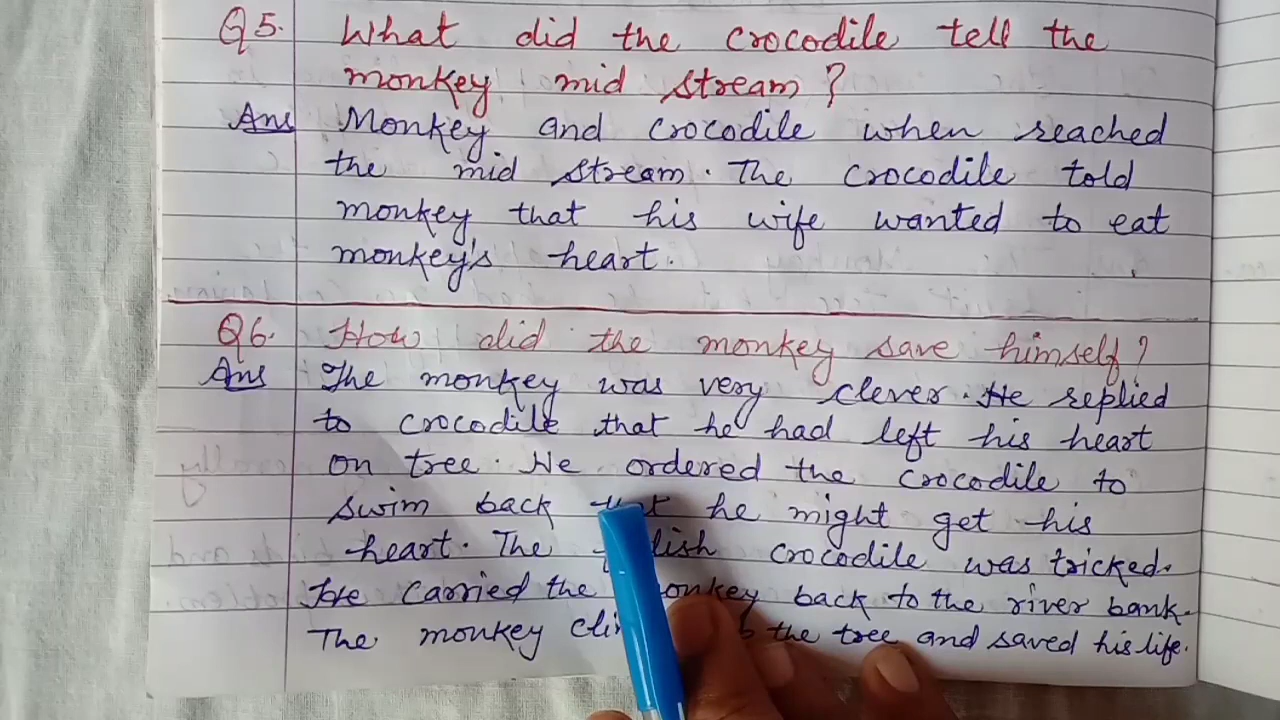 Q5. What did the crocodile tell the
monkey mid stream?
Ans Monkey and crocodile when reached
the mid stream. The crocodile told
monkey that his wife wanted to eat
monkey's heart.
Q6. How did the monkey save himself?
Ans The monkey was very clever. He replied
to crocodile that he had left his heart
on tree. He ordered the crocodile to
swim back that he might get his
heart. The crocodile was tricked.
He carried the monkey back to the river bank.
The monkey the tree and saved his life.